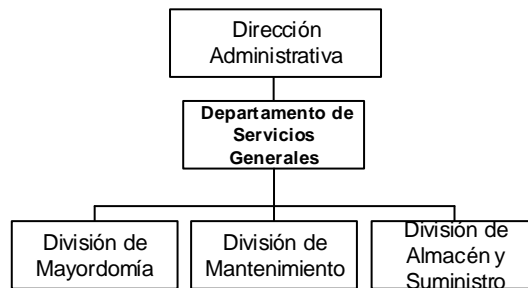 Dirección
Administrativa
Departamento de
Servicios
Generales
División de
Mayordomía
División de
Mantenimiento
División de
Almacén y
Suministro